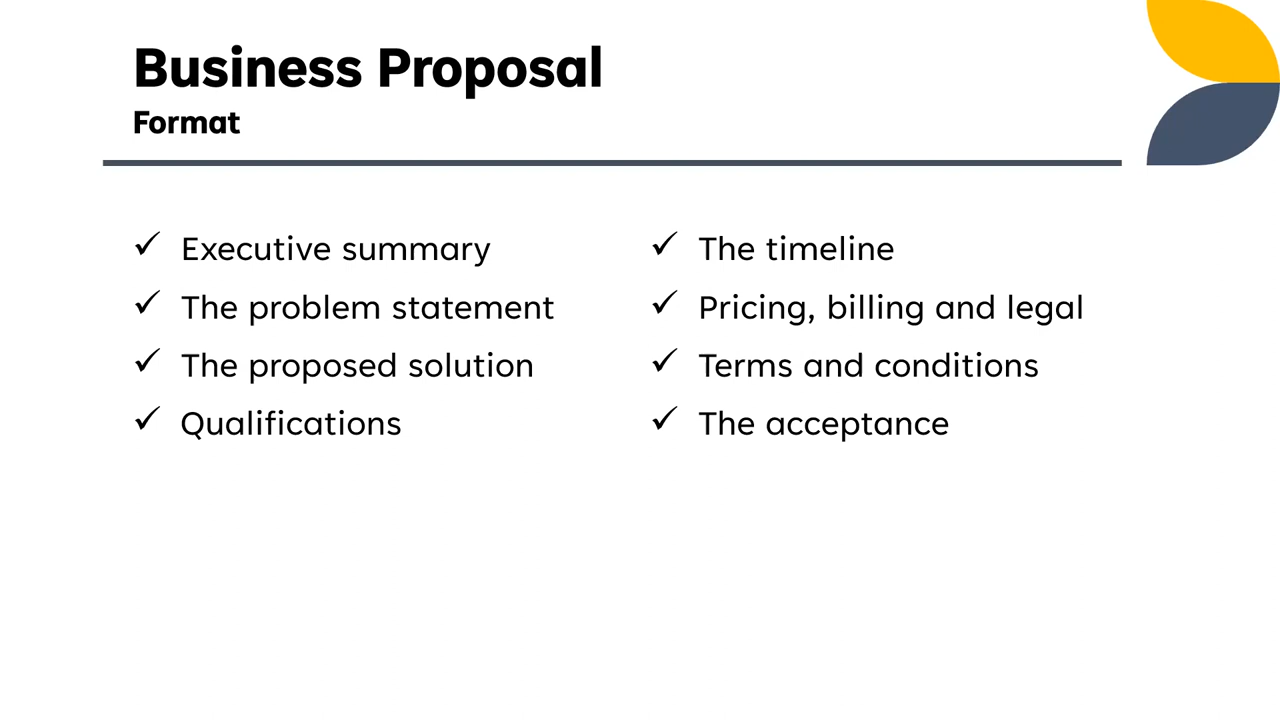 Business Proposal
Format
✓ Executive summary
✓ The problem statement
✓ The proposed solution
✓ Qualifications
✓ The timeline
✓ Pricing, billing and legal
✓ Terms and conditions
✓ The acceptance